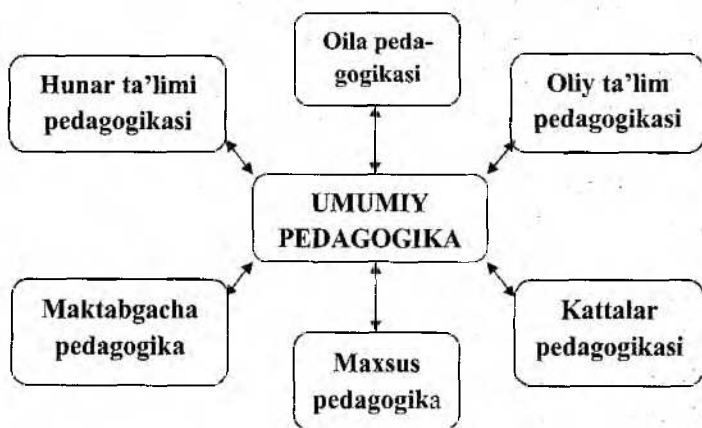 Oila peda-
gogikasi
Hunar ta’limi
pedagogikasi
Oliy ta’lim
pedagogikasi
UMUMIY
PEDAGOGIKA
Maktabgacha
pedagogika
Maxsus
pedagogika
Kattalar
pedagogikasi